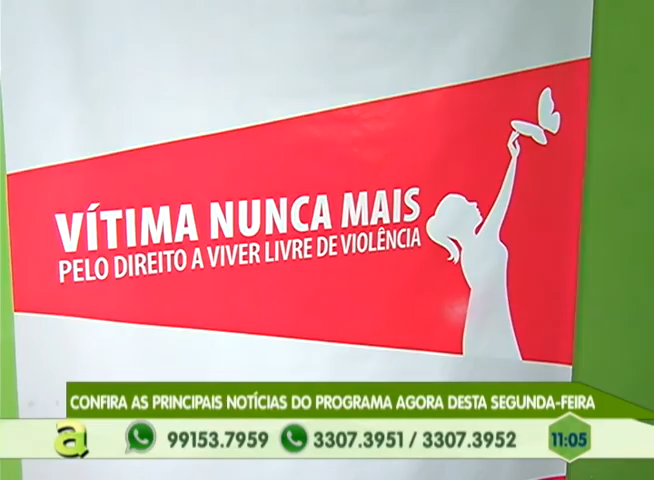 VÍTIMA NUNCA MAIS
PELO DIREITO A VIVER LIVRE DE VIOLÊNCIA
CONFIRA AS PRINCIPAIS NOTÍCIAS DO PROGRAMA AGORA DESTA SEGUNDA-FEIRA
a 99153.7959 3307.3951 / 3307.3952 11:05